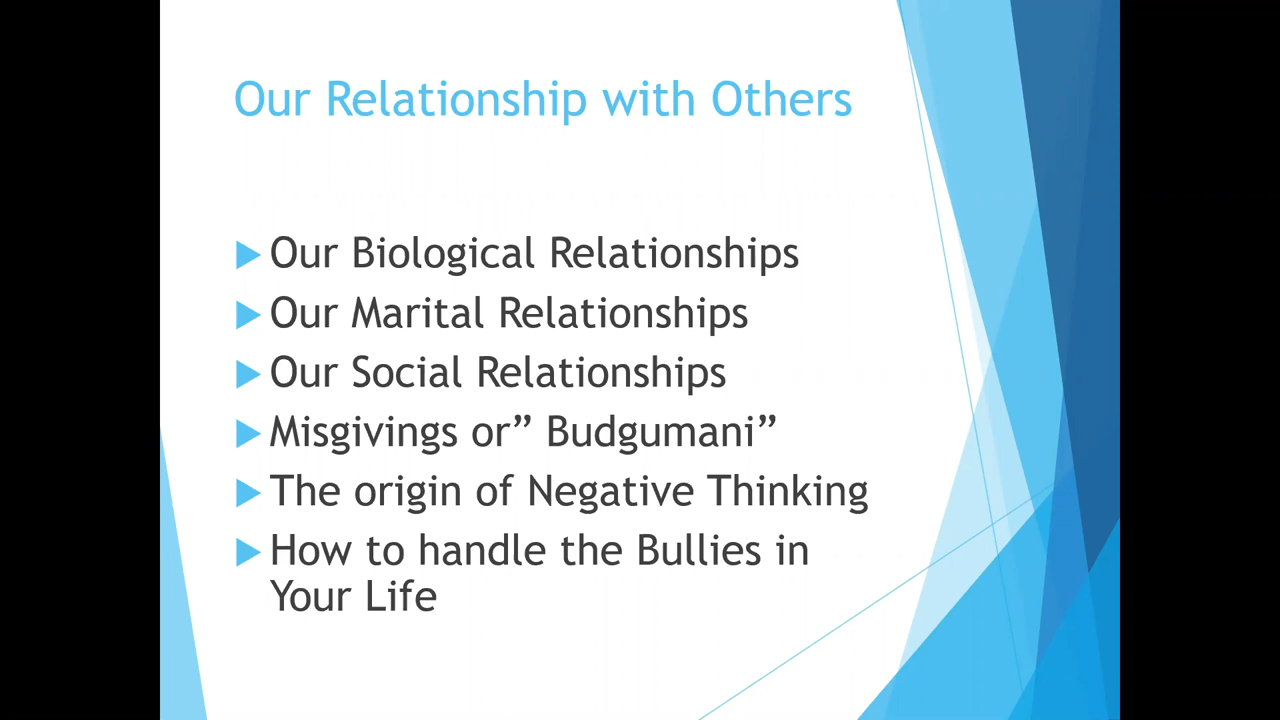 Our Relationship with Others
Our Biological Relationships
Our Marital Relationships
Our Social Relationships
Misgivings or” Budgumani”
The origin of Negative Thinking
How to handle the Bullies in
Your Life